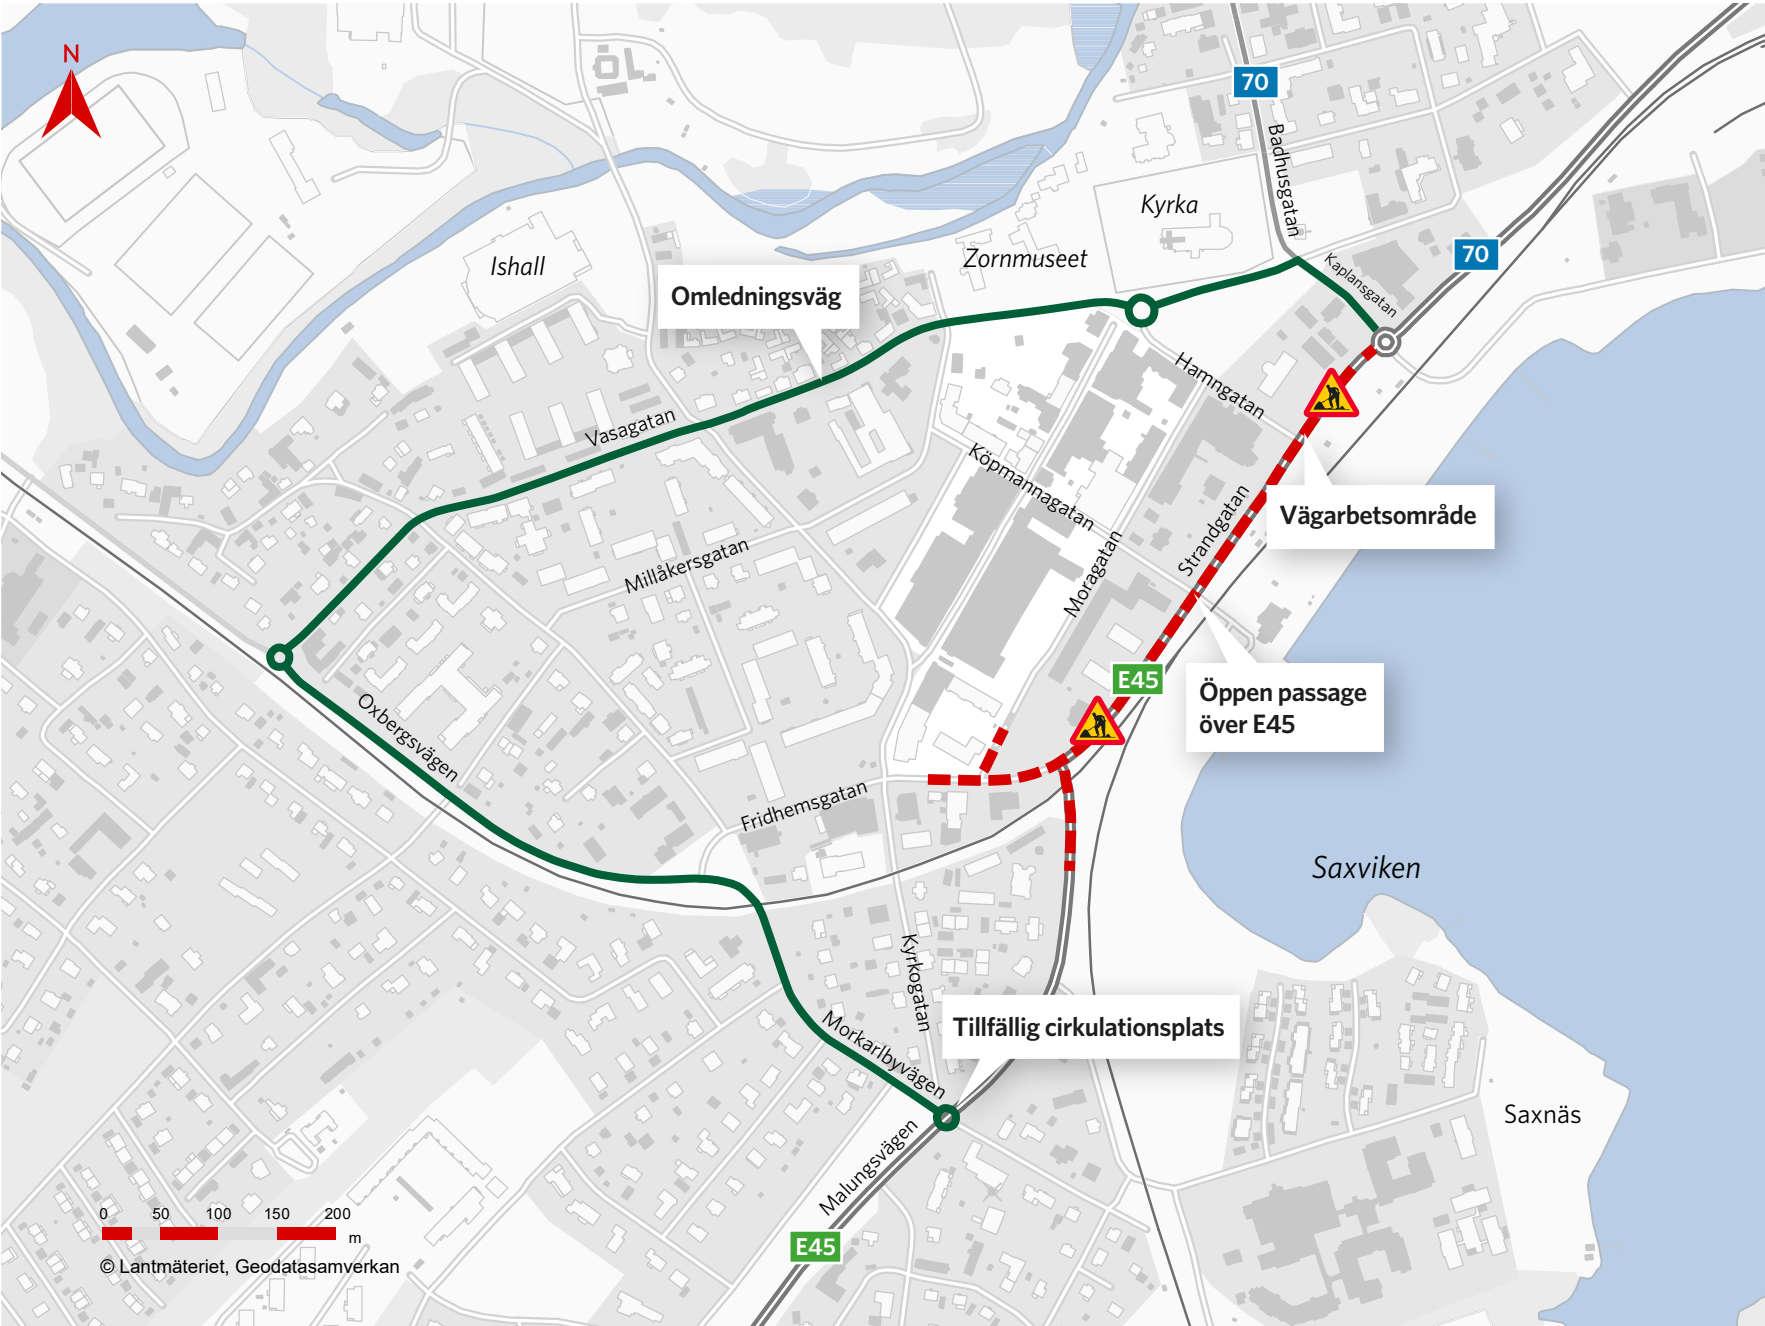 N
70
Badhusgatan
Kyrka
Zornmuseet
Ishall
70
Kaplansgatan
Omledningsväg
Hamngatan
Vasagatan
Köpmannagatan
Strandgatan
Vägarbetsområde
Millåkersgatan
Moragatan
E45
Öppen passage
över E45
Oxbergsvägen
Fridhemsgatan
Saxviken
Kyrkogatan
Tillfällig cirkulationsplats
Morkarlbyvägen
Saxnäs
Malungsvägen
E45
0 50 100 150 200
m
© Lantmäteriet, Geodatasamverkan